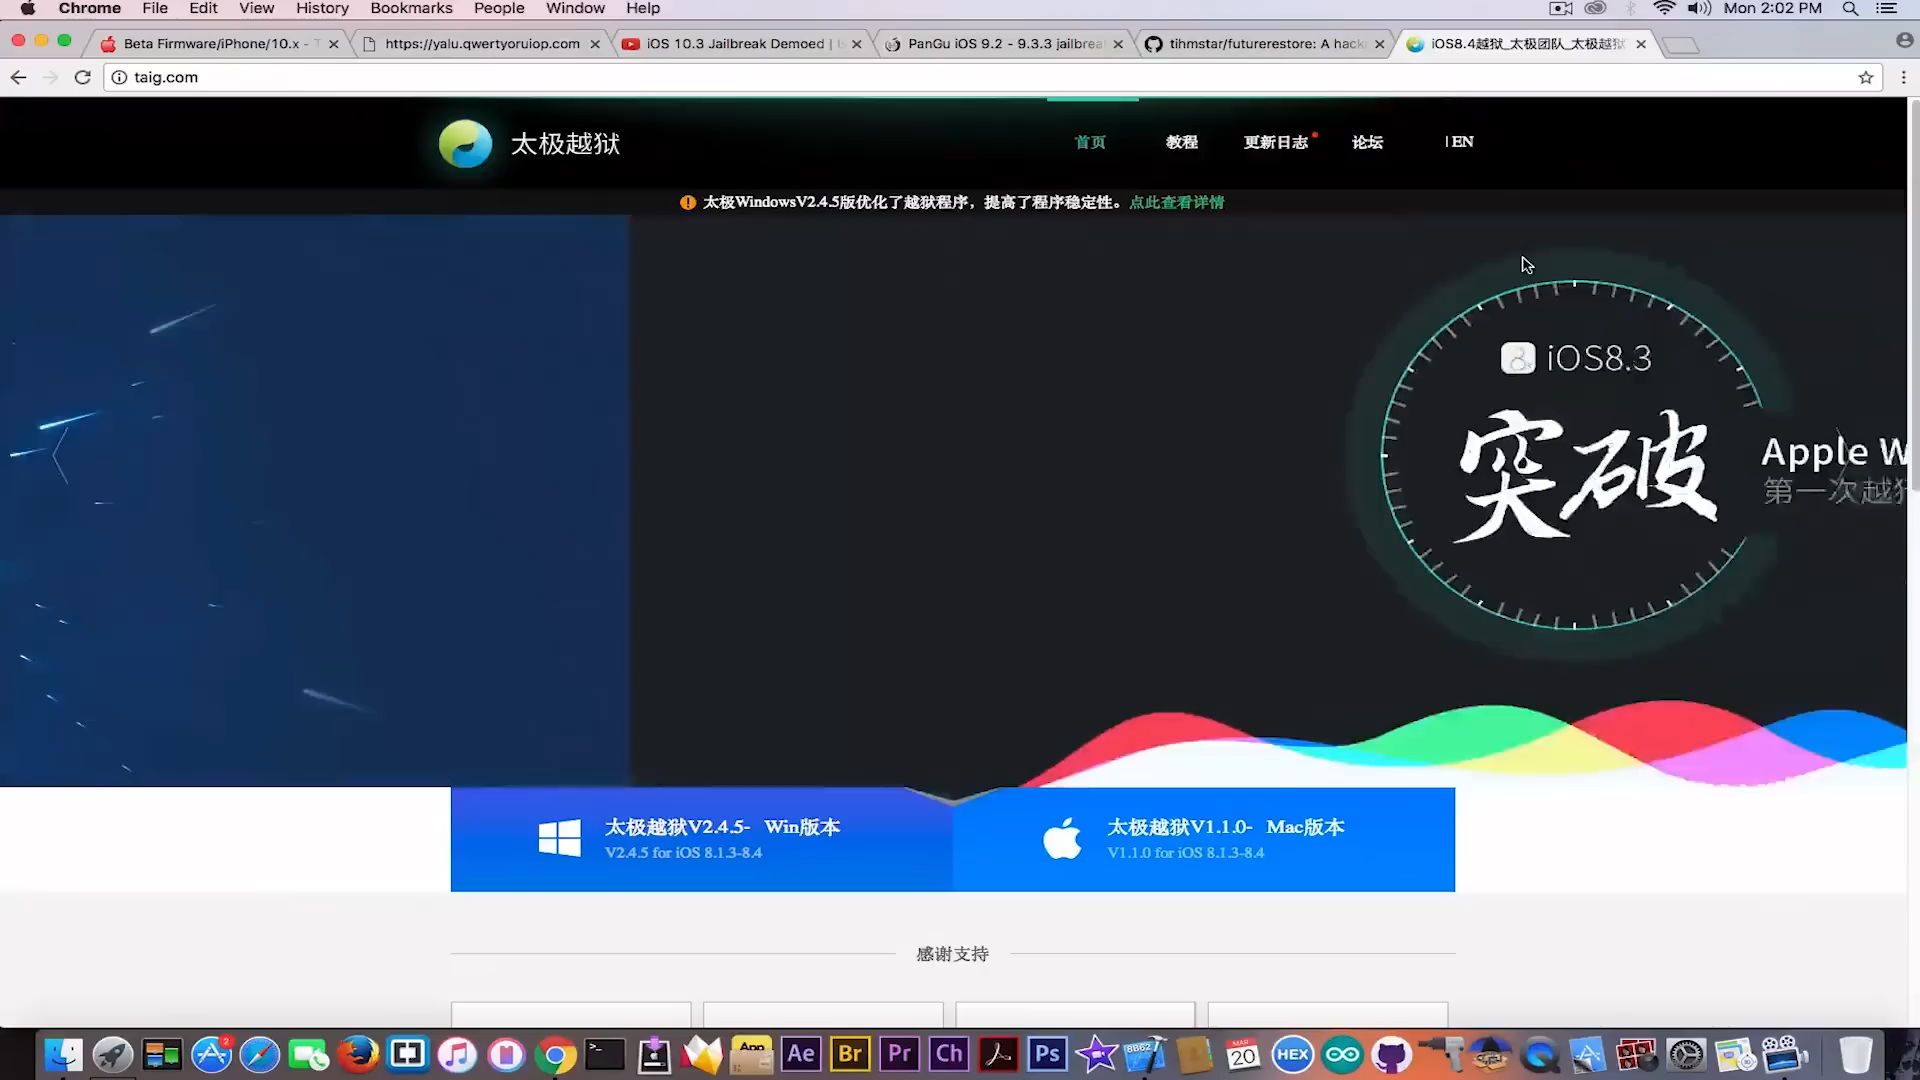 Chrome File Edit View History Bookmarks People Window Help Mon 2:02 PM
Beta Firmware/iPhone/10.x - T
https://yalu.qwertyoruiop.com
iOS 10.3 Jailbreak Demoed |
PanGu iOS 9.2 - 9.3.3 jailbrea
tihmstar/futurerestore: A hack
iOS8.4越狱_太极团队_太极越狱
taig.com
太极越狱
首页 教程 更新日志 论坛 | EN
太极WindowsV2.4.5版优化了越狱程序，提高了程序稳定性。点此查看详情
iOS8.3
突破
Apple W
第一次越狱
太极越狱V2.4.5- Win版本
V2.4.5 for iOS 8.1.3-8.4
太极越狱V1.1.0- Mac版本
V1.1.0 for iOS 8.1.3-8.4
感谢支持
2
App
Ae
Br
Pr
Ch
Ps
MAR
20
HEX